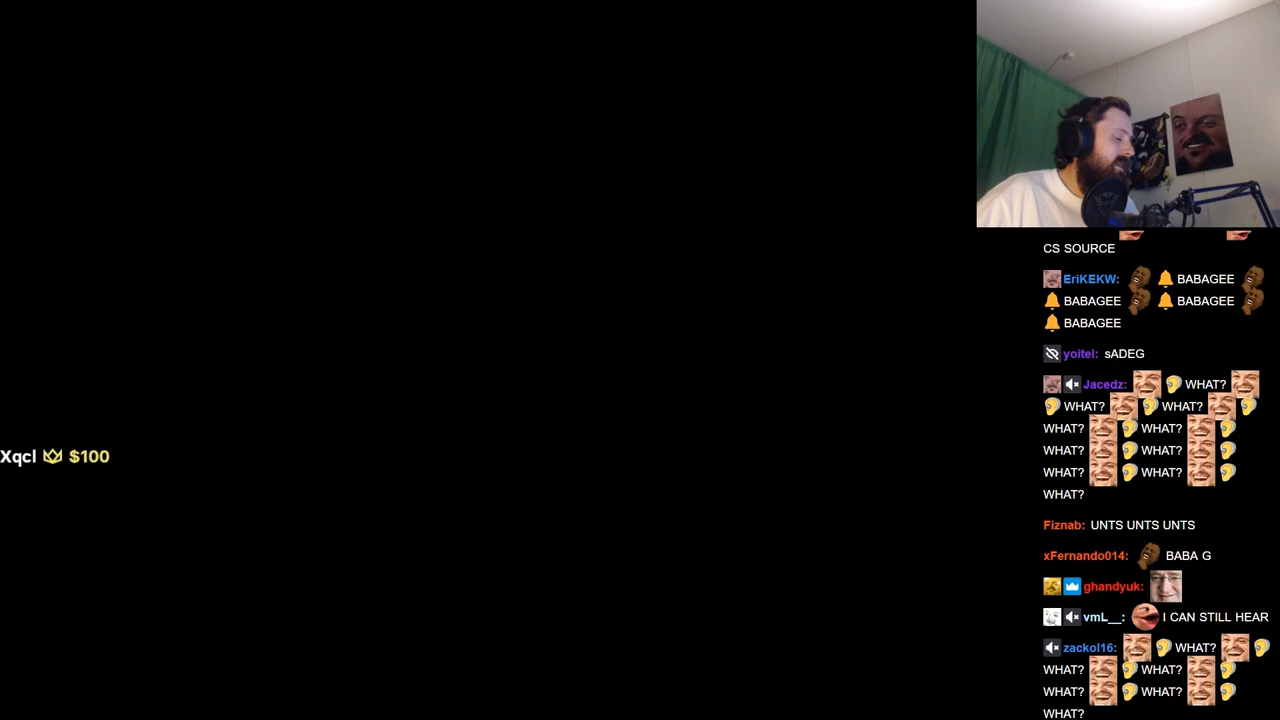 CS SOURCE
EriKEKW: BABAGEE
BABAGEE BABAGEE
BABAGEE
yoitel: sADEG
Jacedz: WHAT?
WHAT? WHAT?
WHAT? WHAT?
WHAT? WHAT?
WHAT? WHAT?
WHAT?
Xqcl $100
Fiznab: UNTS UNTS UNTS
xFernando014: BABA G
ghandyuk:
vmL__: I CAN STILL HEAR
zackol16: WHAT?
WHAT? WHAT?
WHAT? WHAT?
WHAT?